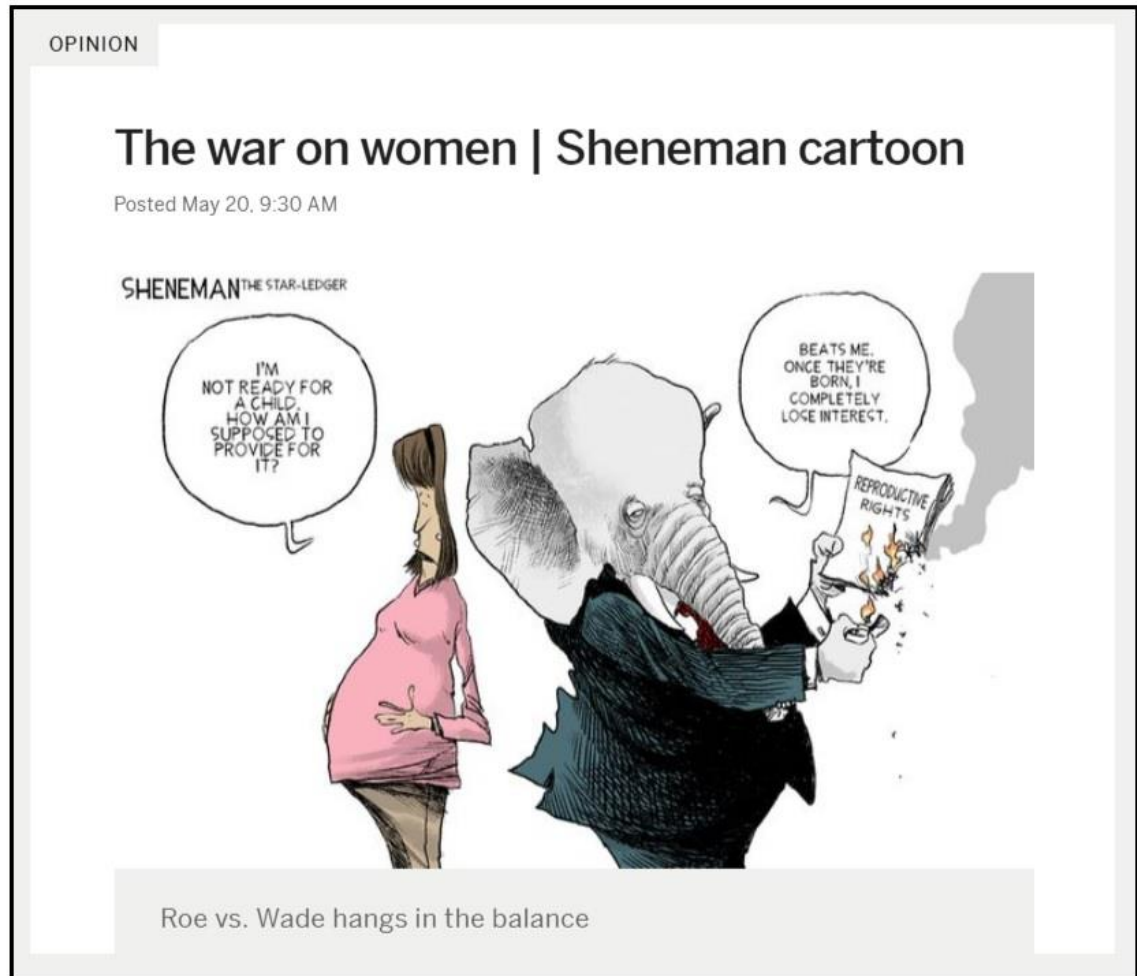 OPINION
The war on women | Sheneman cartoon
Posted May 20, 9:30 AM
SHENEMAN THE STAR-LEDGER
I'M
NOT READY FOR
A CHILD.
HOW AM I
SUPPOSED TO
PROVIDE FOR
IT?
BEATS ME.
ONCE THEY'RE
BORN, I
COMPLETELY
LOSE INTEREST.
REPRODUCTIVE
RIGHTS
Roe vs. Wade hangs in the balance